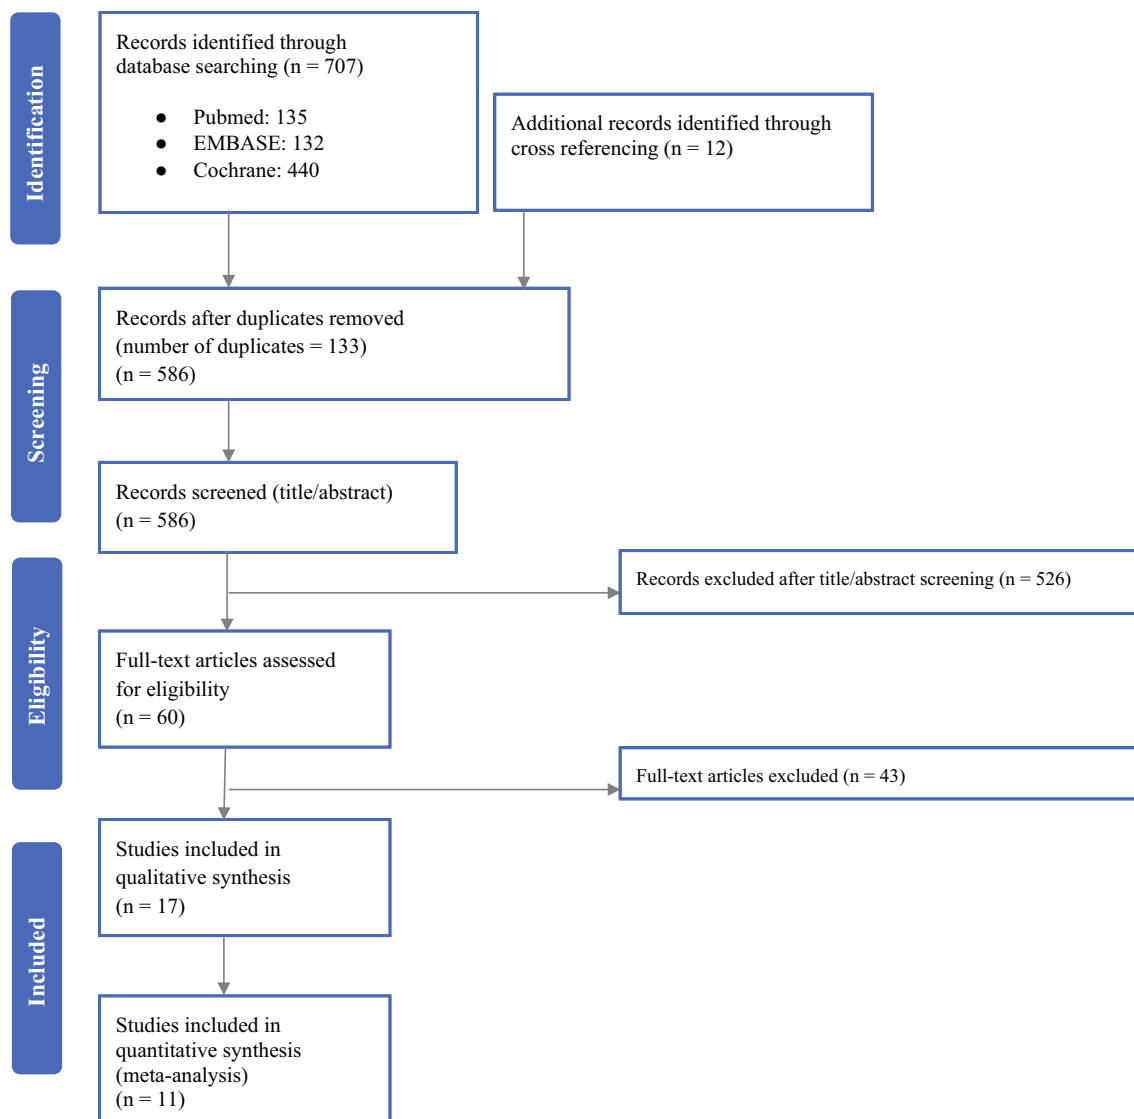 Identification
Records identified through
database searching (n = 707)
● Pubmed: 135
● EMBASE: 132
● Cochrane: 440
Additional records identified through
cross referencing (n = 12)
Screening
Records after duplicates removed
(number of duplicates = 133)
(n = 586)
Records screened (title/abstract)
(n = 586)
Eligibility
Records excluded after title/abstract screening (n = 526)
Full-text articles assessed
for eligibility
(n = 60)
Full-text articles excluded (n = 43)
Included
Studies included in
qualitative synthesis
(n = 17)
Studies included in
quantitative synthesis
(meta-analysis)
(n = 11)